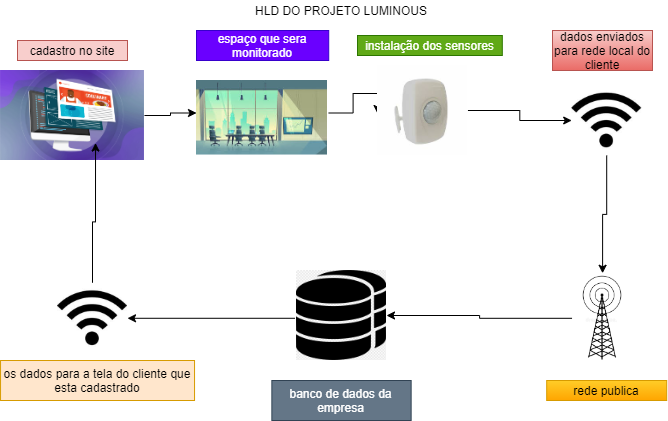 HLD DO PROJETO LUMINOUS
cadastro no site
espaço que sera
monitorado
instalação dos sensores
dados enviados
para rede local do
cliente
os dados para a tela do cliente que
esta cadastrado
banco de dados da
empresa
rede publica